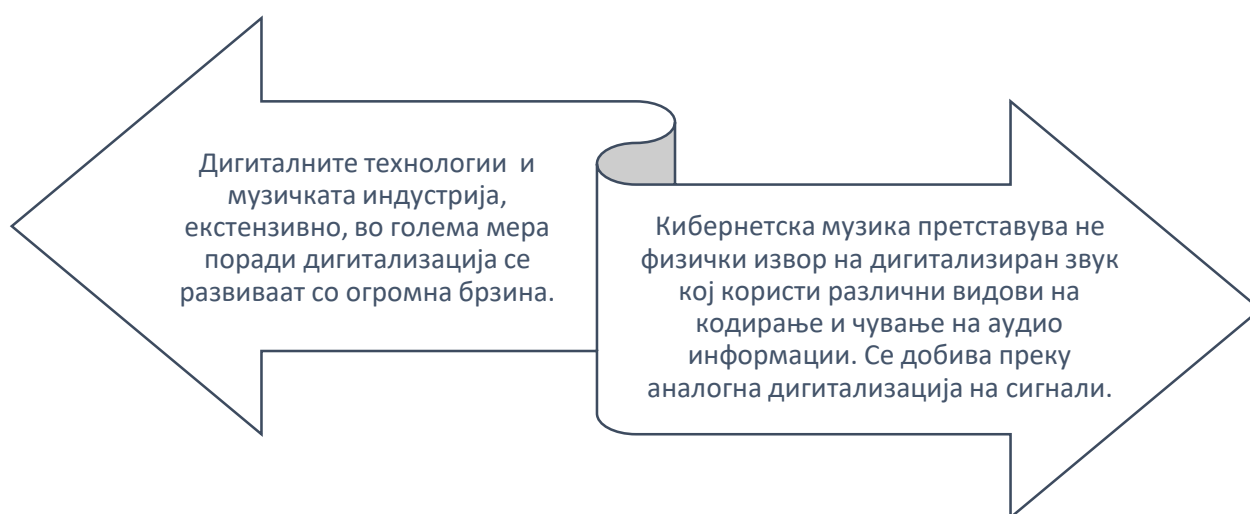 Дигиталните технологии  и
музичката индустрија,
екстензивно, во голема мера
поради дигитализација се
развиваат со огромна брзина.
Кибернетска музика претставува не
физички извор на дигитализиран звук
кој користи различни видови на
кодирање и чување на аудио
информации. Се добива преку
аналогна дигитализација на сигнали.